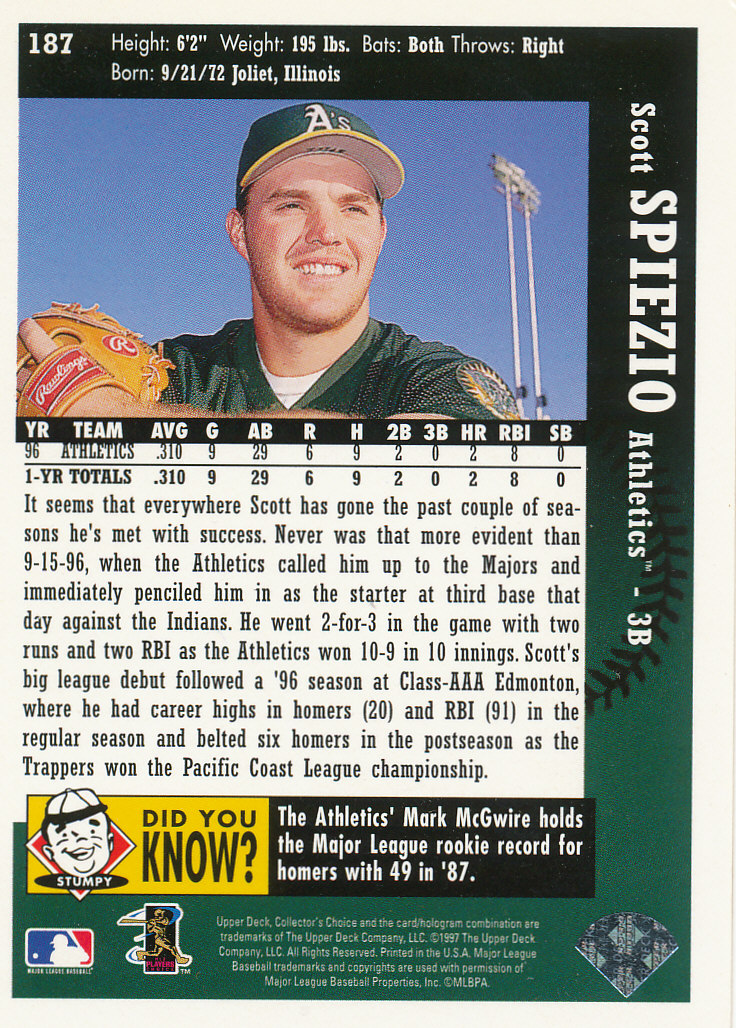 187
Height: 6'2" Weight: 195 lbs. Bats: Both Throws: Right
Born: 9/21/72 Joliet, Illinois
Scott SPIEZIO Athletics™ - 3B
A's
Rawlings
YR TEAM AVG G AB R H 2B 3B HR RBI SB
96 ATHLETICS .310 9 29 6 9 2 0 2 8 0
1-YR TOTALS .310 9 29 6 9 2 0 2 8 0
It seems that everywhere Scott has gone the past couple of sea-
sons he's met with success. Never was that more evident than
9-15-96, when the Athletics called him up to the Majors and
immediately penciled him in as the starter at third base that
day against the Indians. He went 2-for-3 in the game with two
runs and two RBI as the Athletics won 10-9 in 10 innings. Scott's
big league debut followed a '96 season at Class-AAA Edmonton,
where he had career highs in homers (20) and RBI (91) in the
regular season and belted six homers in the postseason as the
Trappers won the Pacific Coast League championship.
STUMPY
DID YOU
KNOW?
The Athletics' Mark McGwire holds
the Major League rookie record for
homers with 49 in '87.
MAJOR LEAGUE BASEBALL
PLAYERS
Upper Deck, Collector's Choice and the card/hologram combination are
trademarks of The Upper Deck Company, LLC. ©1997 The Upper Deck
Company, LLC. All Rights Reserved. Printed in the U.S.A. Major League
Baseball trademarks and copyrights are used with permission of
Major League Baseball Properties, Inc. ©MLBPA.